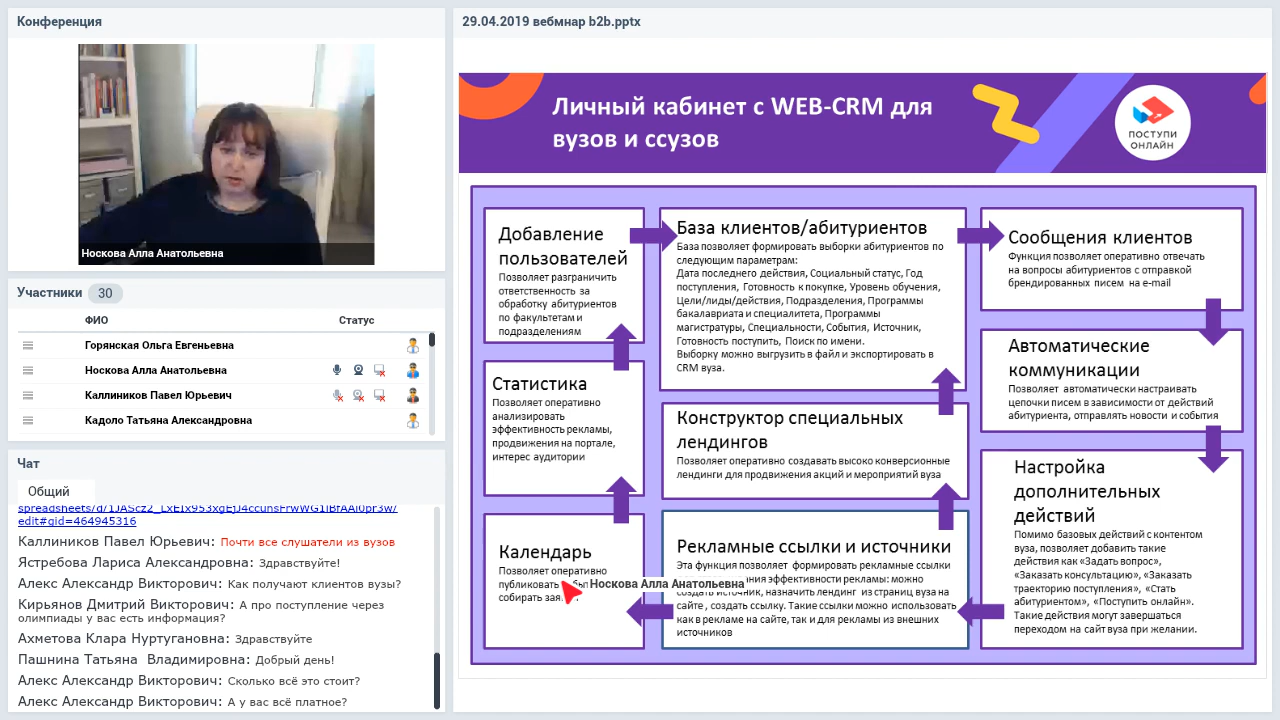 Конференция
Носкова Алла Анатольевна
Участники 30
ФИО Статус
Горянская Ольга Евгеньевна
Носкова Алла Анатольевна
Каллиников Павел Юрьевич
Кадоло Татьяна Александровна
Чат
Общий
edit#gid=464945316
Каллиников Павел Юрьевич: Почти все слушатели из вузов
Ястребова Лариса Александровна: Здравствуйте!
Алекс Александр Викторович: Как получают клиентов вузы?
Кирьянов Дмитрий Викторович: А про поступление через
олимпиады у вас есть информация?
Ахметова Клара Нуртугановна: Здравствуйте
Пашнина Татьяна Владимировна: Добрый день!
Алекс Александр Викторович: Сколько всё это стоит?
Алекс Александр Викторович: А у вас всё платное?
29.04.2019 вебмнар b2b.pptx
Личный кабинет с WEB-CRM для
вузов и ссузов
ПОСТУПИ
ОНЛАЙН
Добавление
пользователей
Позволяет разграничить
ответственность за
обработку абитуриентов
по факультетам и
подразделениям
Статистика
Позволяет оперативно
анализировать
эффективность рекламы,
продвижения на портале,
интерес аудитории
Календарь
Позволяет оперативно
публиковать
собирать
Носкова Алла Анатольевна
База клиентов/абитуриентов
База позволяет формировать выборки абитуриентов по
следующим параметрам:
Дата последнего действия, Социальный статус, Год
поступления, Готовность к покупке, Уровень обучения,
Цели/лиды/действия, Подразделения, Программы
бакалавриата и специалитета, Программы
магистратуры, Специальности, События, Источник,
Готовность поступить, Поиск по имени.
Выборку можно выгрузить в файл и экспортировать в
CRM вуза.
Конструктор специальных
лендингов
Позволяет оперативно создавать высоко конверсионные
лендинги для продвижения акций и мероприятий вуза
Рекламные ссылки и источники
Эта функция позволяет формировать рекламные ссылки
эффективности рекламы: можно
создать источник, назначить лендинг из страниц вуза на
сайте , создать ссылку. Такие ссылки можно использовать
как в рекламе на сайте, так и для рекламы из внешних
источников
Сообщения клиентов
Функция позволяет оперативно отвечать
на вопросы абитуриентов с отправкой
брендированных писем на e-mail
Автоматические
коммуникации
Позволяет автоматически настраивать
цепочки писем в зависимости от действий
абитуриента, отправлять новости и события
Настройка
дополнительных
действий
Помимо базовых действий с контентом
вуза, позволяет добавить такие
действия как «Задать вопрос»,
«Заказать консультацию», «Заказать
траекторию поступления», «Стать
абитуриентом», «Поступить онлайн».
Такие действия могут завершаться
переходом на сайт вуза при желании.